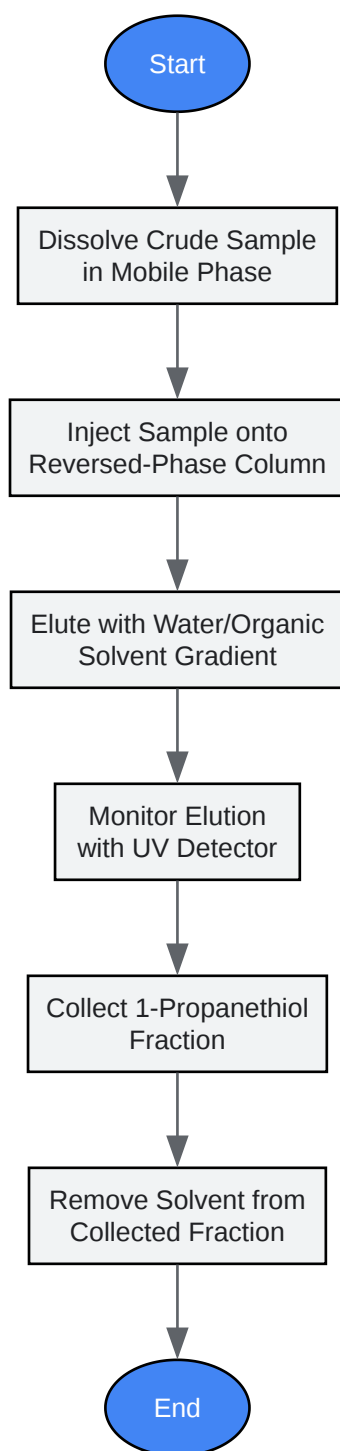 Start
Dissolve Crude Sample
in Mobile Phase
Inject Sample onto
Reversed-Phase Column
Elute with Water/Organic
Solvent Gradient
Monitor Elution
with UV Detector
Collect 1-Propanethiol
Fraction
Remove Solvent from
Collected Fraction
End